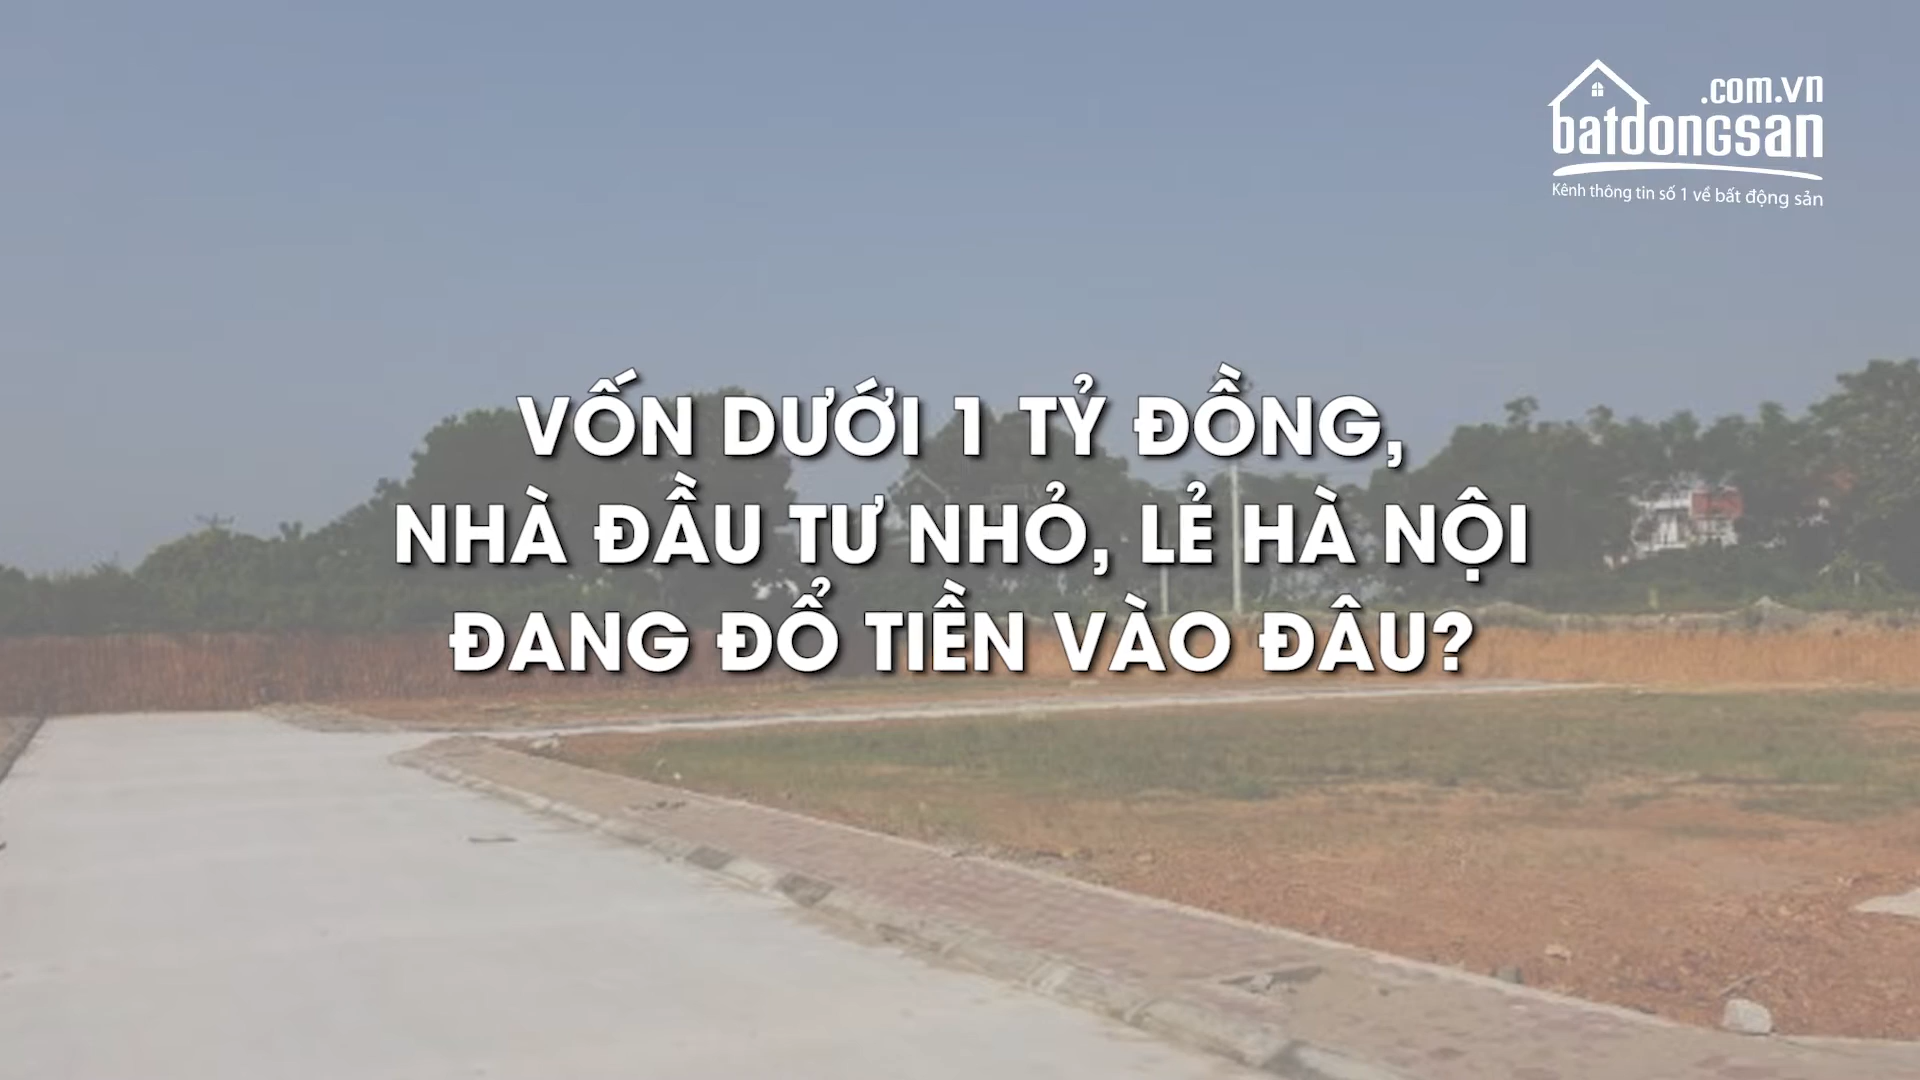 .com.vn
batdongsan
Kênh thông tin số 1 về bất động sản
VỐN DƯỚI 1 TỶ ĐỒNG,
NHÀ ĐẦU TƯ NHỎ, LẺ HÀ NỘI
ĐANG ĐỔ TIỀN VÀO ĐÂU?